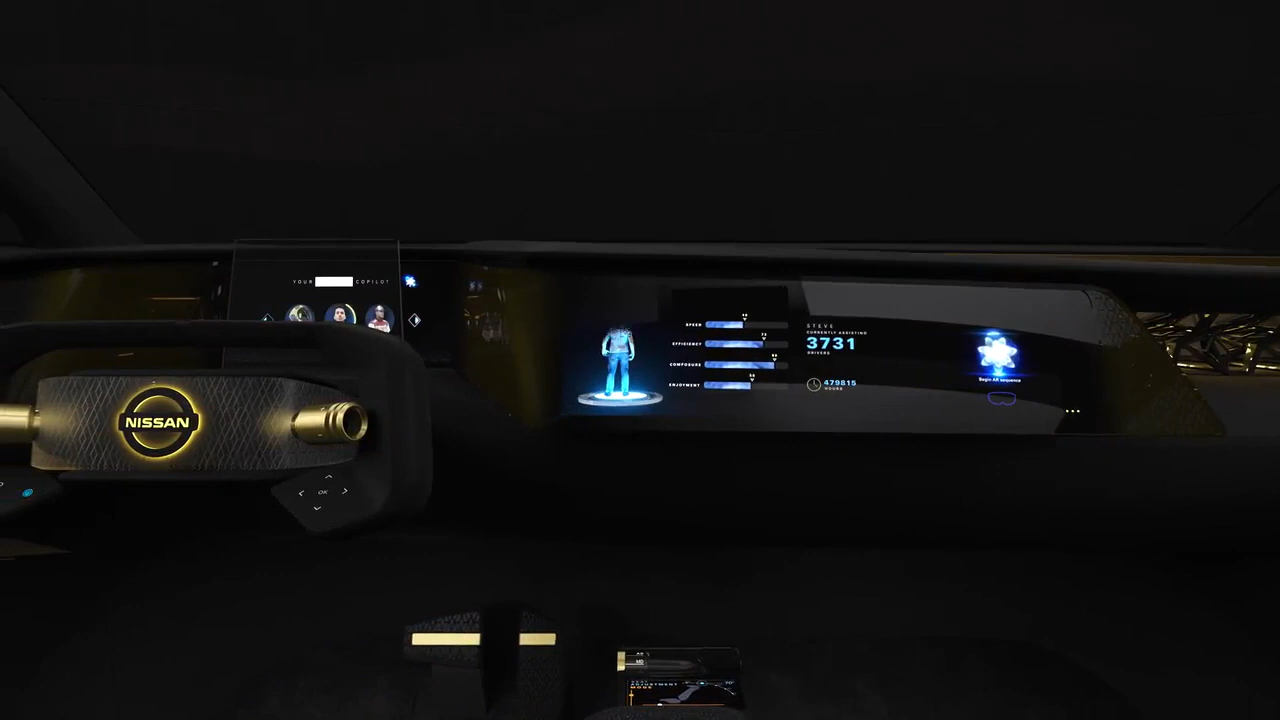 YOUR COPILOT
SPEED
EFFICIENCY
COMPOSURE
ENJOYMENT
STEVE
CURRENTLY ASSISTING
3731
DRIVERS
479815
HOURS
Begin AR sequence
NISSAN
OK